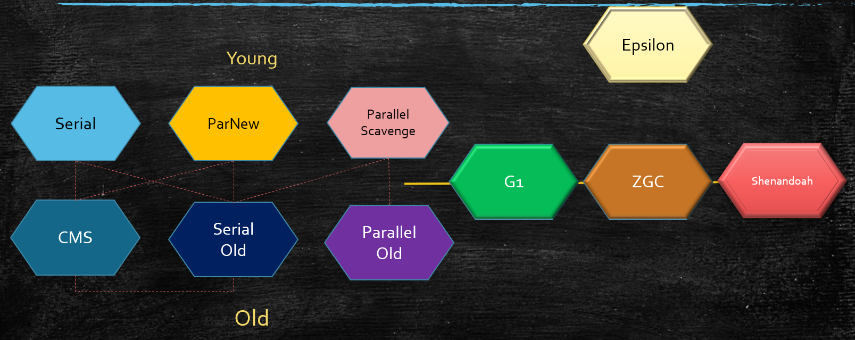 Epsilon
Young
Serial
ParNew
Parallel
Scavenge
G1
ZGC
Shenandoah
CMS
Serial
Old
Parallel
Old
Old